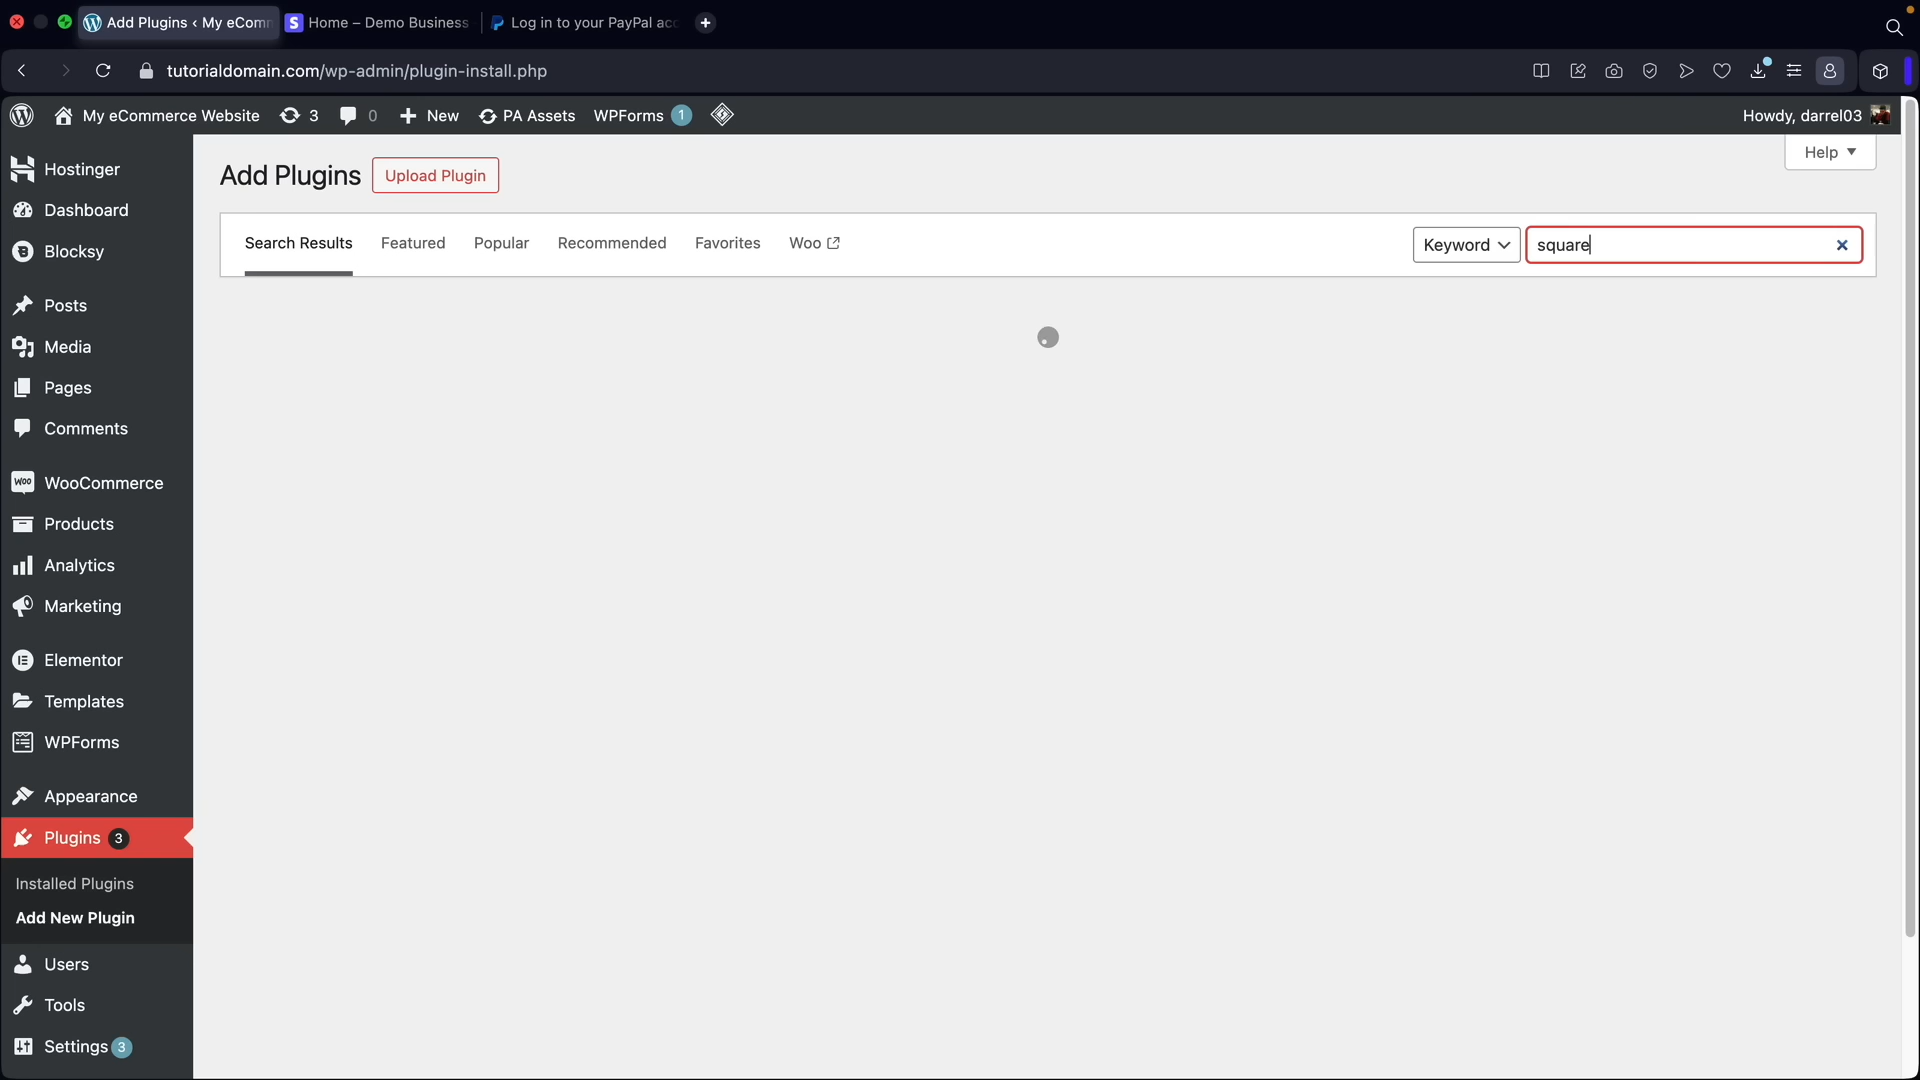 Add Plugins ‹ My eComm
Home – Demo Business
Log in to your PayPal acc
tutorialdomain.com/wp-admin/plugin-install.php
My eCommerce Website
3
0
New
PA Assets
WPForms 1
Howdy, darrel03
Hostinger
Dashboard
Blocksy
Posts
Media
Pages
Comments
WooCommerce
Products
Analytics
Marketing
Elementor
Templates
WPForms
Appearance
Plugins 3
Installed Plugins
Add New Plugin
Users
Tools
Settings 3
Help
Add Plugins
Upload Plugin
Search Results
Featured
Popular
Recommended
Favorites
Woo
Keyword
square